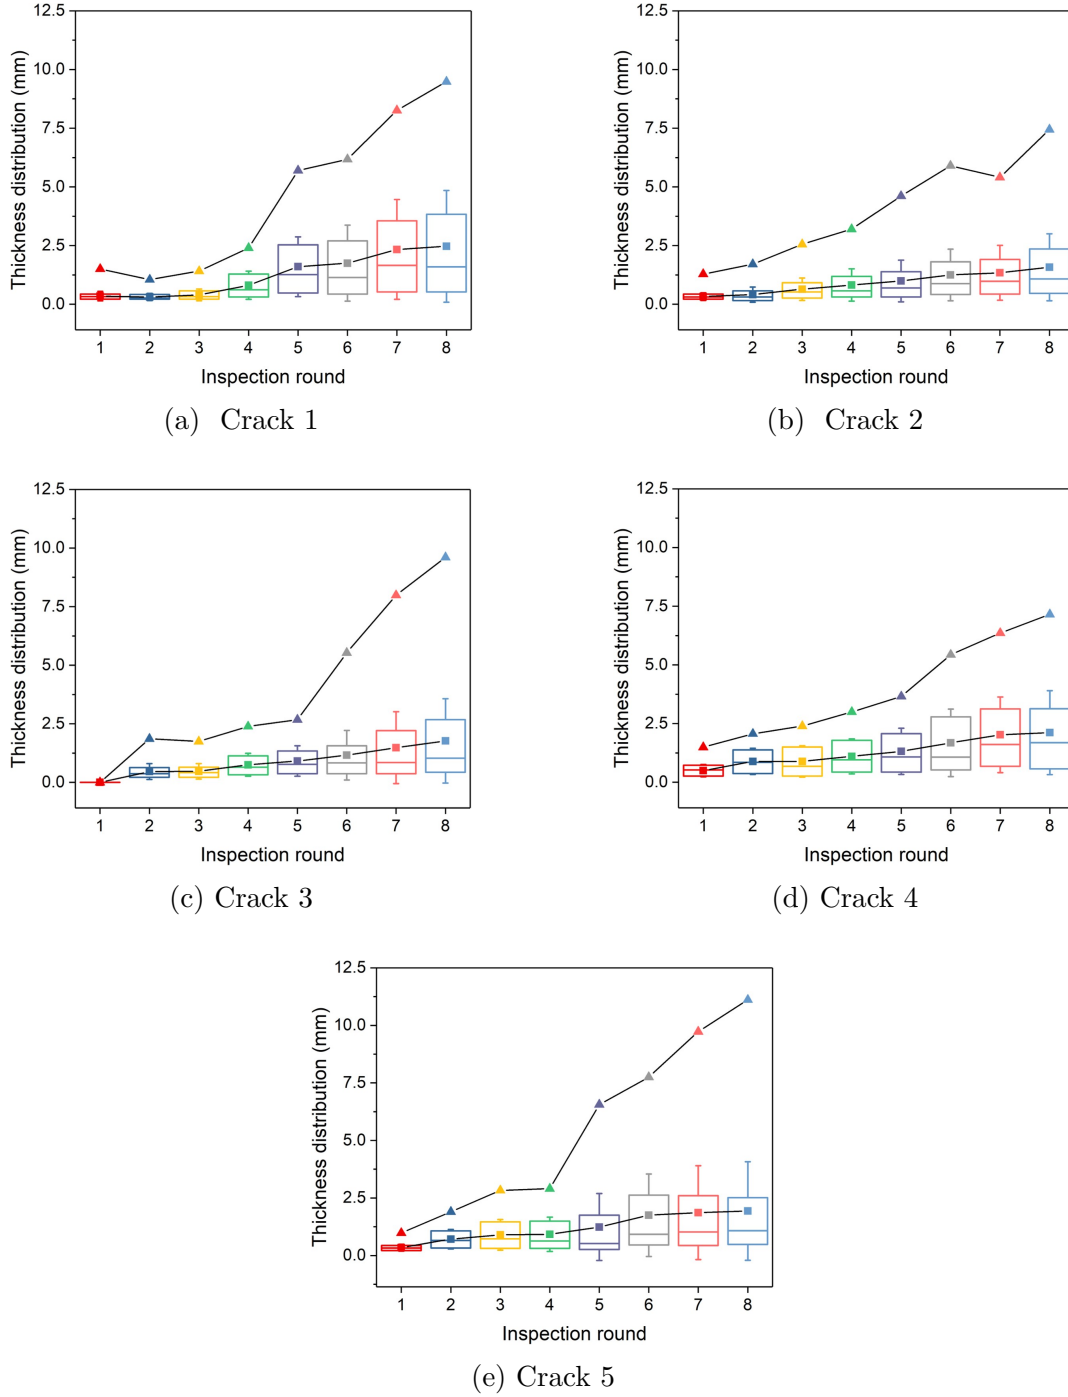 12.5
10.0
7.5
5.0
2.5
0.0
Thickness distribution (mm)
1 2 3 4 5 6 7 8
Inspection round
(a) Crack 1
12.5
10.0
7.5
5.0
2.5
0.0
Thickness distribution (mm)
1 2 3 4 5 6 7 8
Inspection round
(b) Crack 2
12.5
10.0
7.5
5.0
2.5
0.0
Thickness distribution (mm)
1 2 3 4 5 6 7 8
Inspection round
(c) Crack 3
12.5
10.0
7.5
5.0
2.5
0.0
Thickness distribution (mm)
1 2 3 4 5 6 7 8
Inspection round
(d) Crack 4
12.5
10.0
7.5
5.0
2.5
0.0
Thickness distribution (mm)
1 2 3 4 5 6 7 8
Inspection round
(e) Crack 5